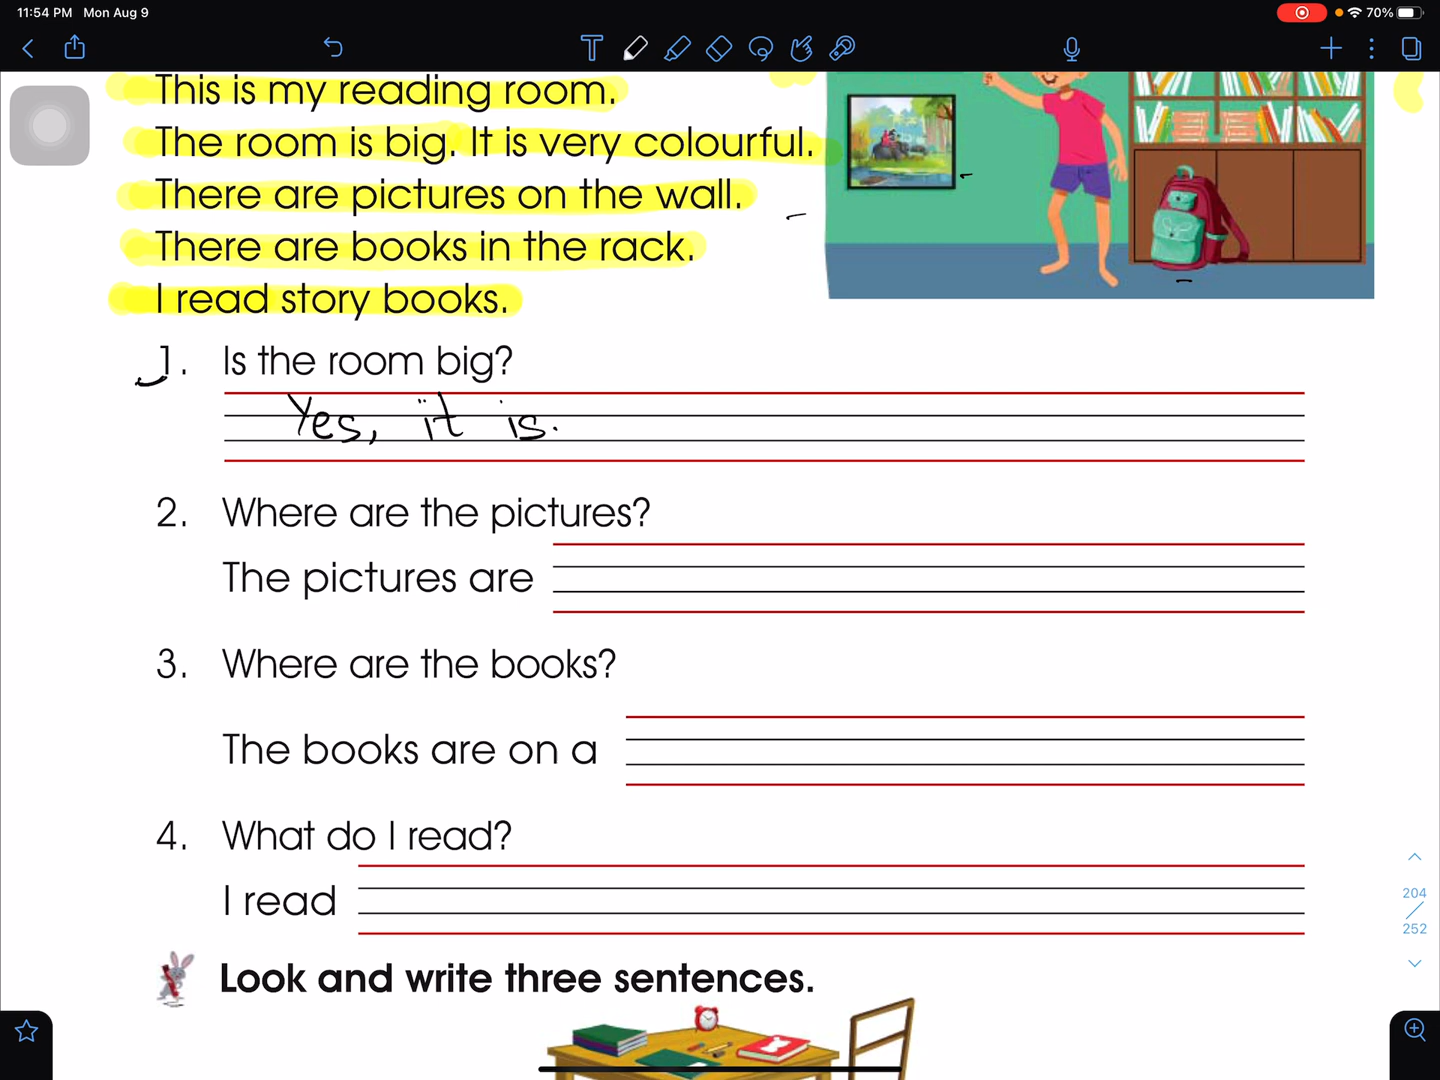 11:54 PM Mon Aug 9
70%
This is my reading room.
The room is big. It is very colourful.
There are pictures on the wall.
There are books in the rack.
I read story books.
1. Is the room big?
Yes, it is.
2. Where are the pictures?
The pictures are
3. Where are the books?
The books are on a
4. What do I read?
I read
204
252
Look and write three sentences.